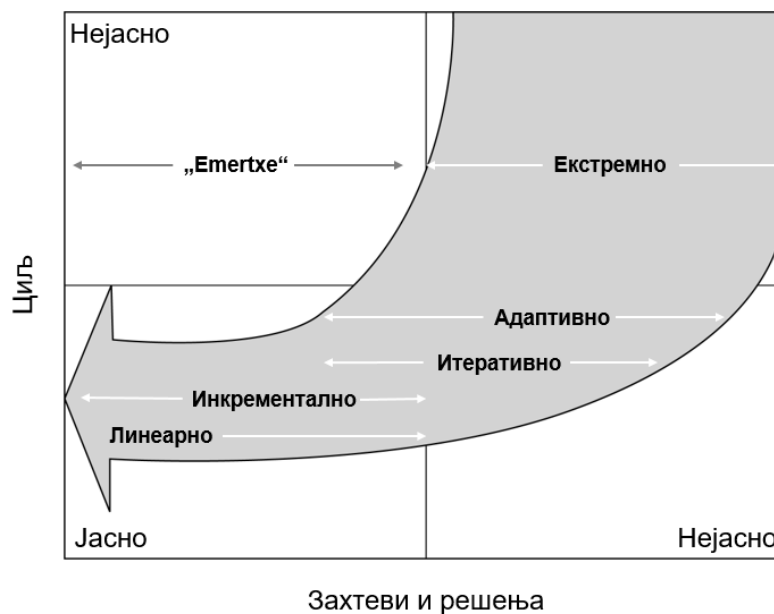 Нејасно
„Emertxe“
Екстремно
Циљ
Адаптивно
Итеративно
Инкрементално
Линеарно
Јасно
Нејасно
Захтеви и решења